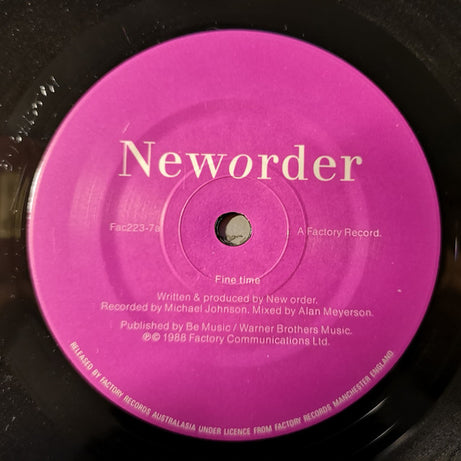 Neworder
Fac223-7a
A Factory Record.
Fine time
Written & produced by New order.
Recorded by Michael Johnson. Mixed by Alan Meyerson.
Published by Be Music / Warner Brothers Music.
℗© 1988 Factory Communications Ltd.
RELEASED BY FACTORY RECORDS AUSTRALASIA UNDER LICENCE FROM FACTORY RECORDS MANCHESTER ENGLAND